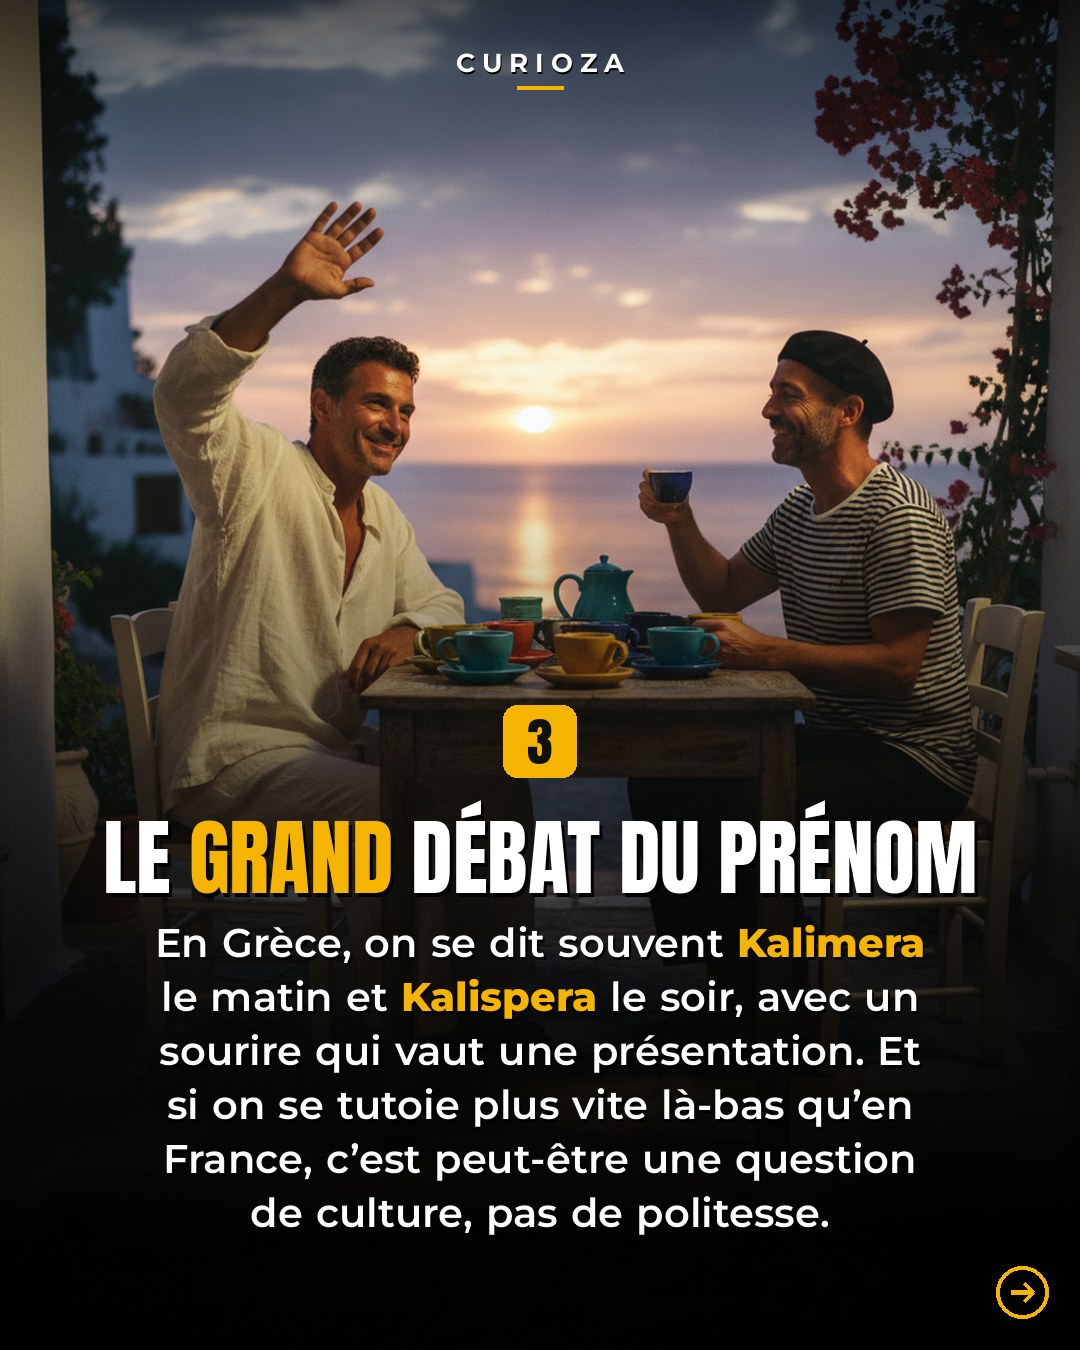 CURIOZA
3
LE GRAND DÉBAT DU PRÉNOM
En Grèce, on se dit souvent Kalimera
le matin et Kalispera le soir, avec un
sourire qui vaut une présentation. Et
si on se tutoie plus vite là-bas qu’en
France, c’est peut-être une question
de culture, pas de politesse.